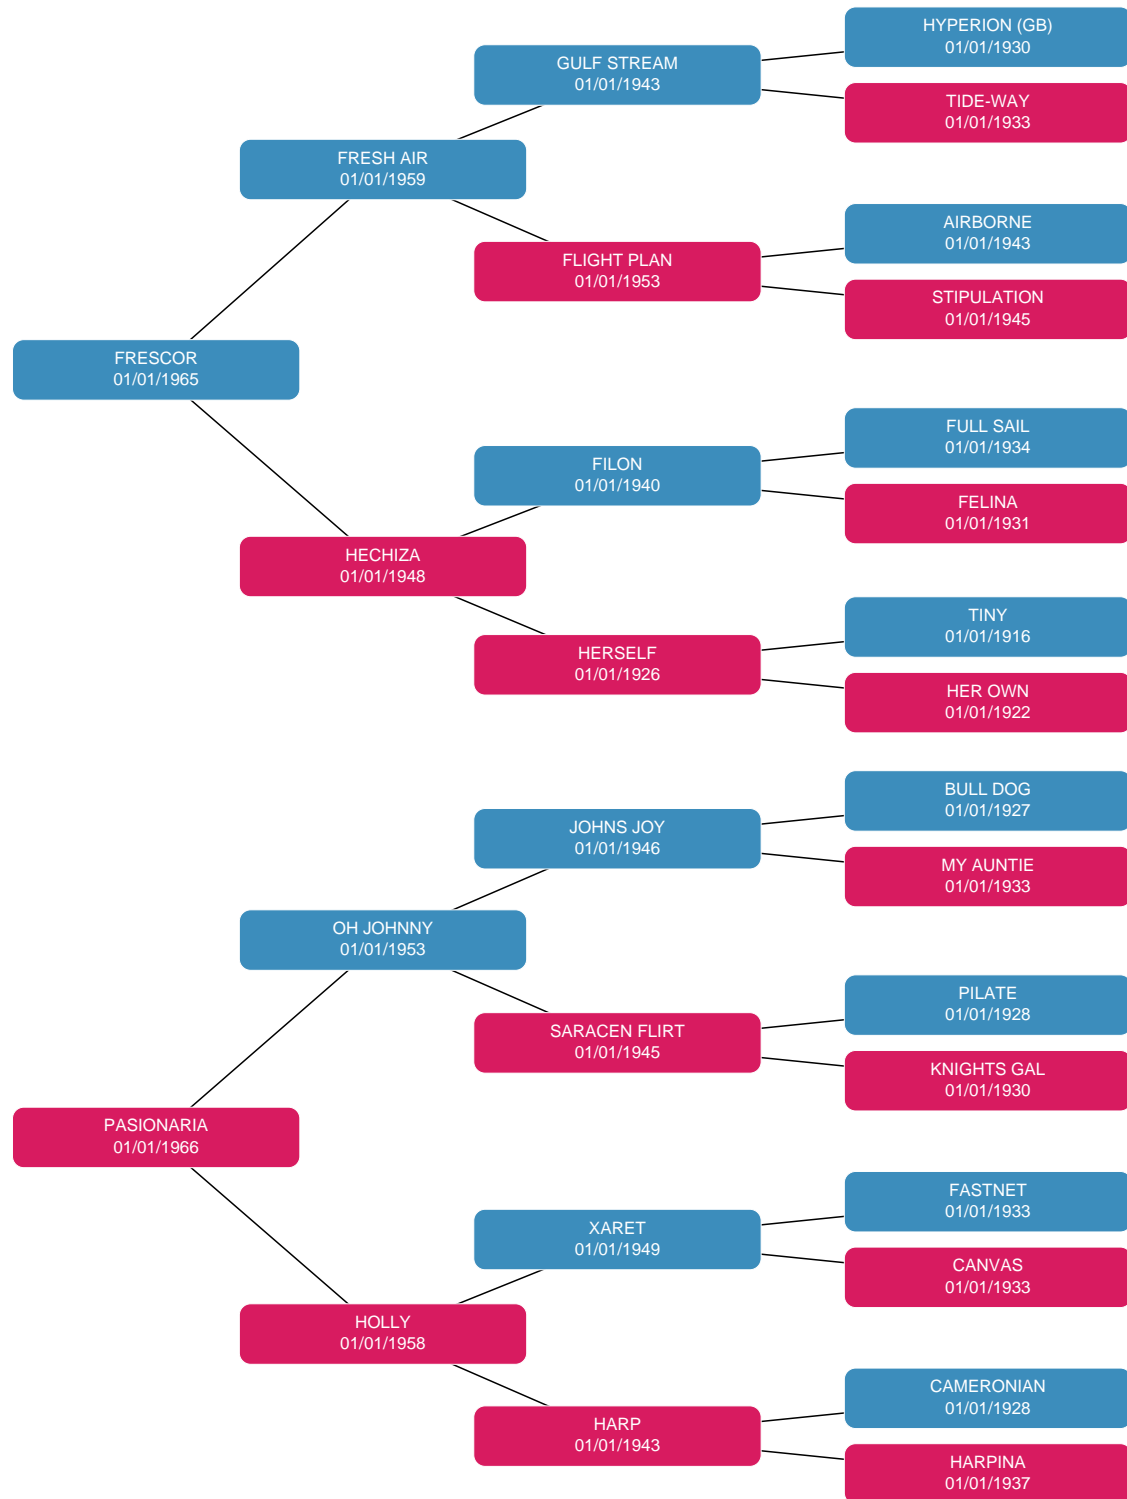 HYPERION (GB)
01/01/1930
GULF STREAM
01/01/1943
TIDE-WAY
01/01/1933
FRESH AIR
01/01/1959
AIRBORNE
01/01/1943
FLIGHT PLAN
01/01/1953
STIPULATION
01/01/1945
FRESCOR
01/01/1965
FULL SAIL
01/01/1934
FILON
01/01/1940
FELINA
01/01/1931
HECHIZA
01/01/1948
TINY
01/01/1916
HERSELF
01/01/1926
HER OWN
01/01/1922
BULL DOG
01/01/1927
JOHNS JOY
01/01/1946
MY AUNTIE
01/01/1933
OH JOHNNY
01/01/1953
PILATE
01/01/1928
SARACEN FLIRT
01/01/1945
KNIGHTS GAL
01/01/1930
PASIONARIA
01/01/1966
FASTNET
01/01/1933
XARET
01/01/1949
CANVAS
01/01/1933
HOLLY
01/01/1958
CAMERONIAN
01/01/1928
HARP
01/01/1943
HARPINA
01/01/1937